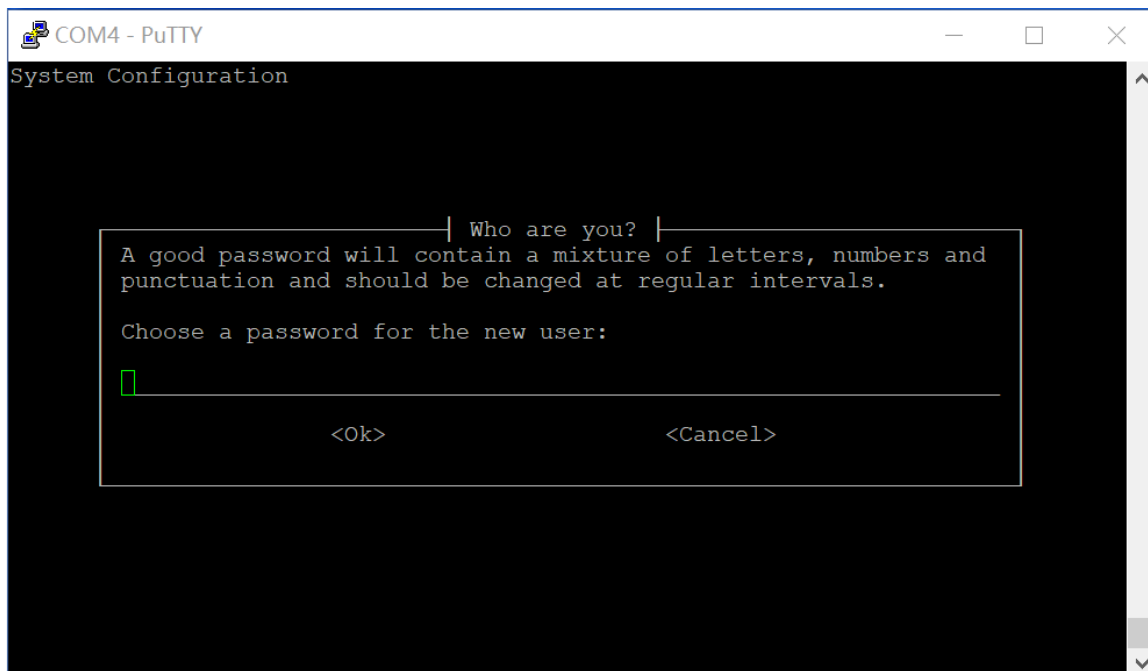 COM4 - PuTTY
System Configuration
Who are you?
A good password will contain a mixture of letters, numbers and
punctuation and should be changed at regular intervals.
Choose a password for the new user:
<Ok> <Cancel>